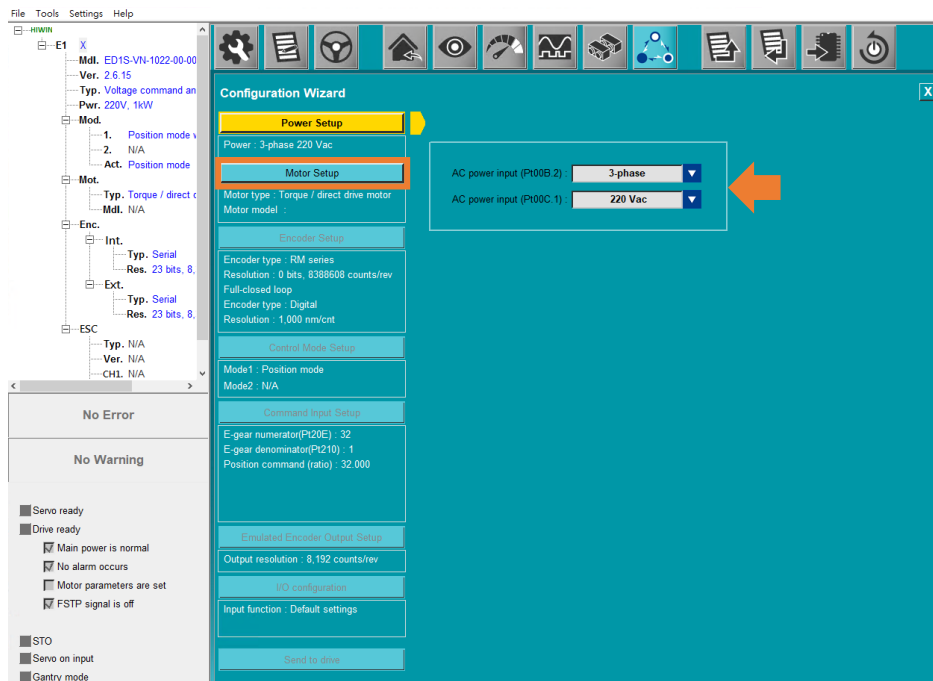 File Tools Settings Help
HIWIN
E1 X
Mdl. ED1S-VN-1022-00-00
Ver. 2.6.15
Typ. Voltage command an
Pwr. 220V, 1kW
Mod.
1. Position mode
2. N/A
Act. Position mode
Mot.
Typ. Torque / direct
Mdl. N/A
Enc.
Int.
Typ. Serial
Res. 23 bits, 8,
Ext.
Typ. Serial
Res. 23 bits, 8,
ESC
Typ. N/A
Ver. N/A
CH1. N/A
No Error
No Warning
Servo ready
Drive ready
Main power is normal
No alarm occurs
Motor parameters are set
FSTP signal is off
STO
Servo on input
Gantry mode
Configuration Wizard
X
Power Setup
Power : 3-phase 220 Vac
Motor Setup
Motor type : Torque / direct drive motor
Motor model :
Encoder Setup
Encoder type : RM series
Resolution : 0 bits, 8388608 counts/rev
Full-closed loop
Encoder type : Digital
Resolution : 1,000 nm/cnt
Control Mode Setup
Mode1 : Position mode
Mode2 : N/A
Command Input Setup
E-gear numerator(Pt20E) : 32
E-gear denominator(Pt210) : 1
Position command (ratio) : 32.000
Emulated Encoder Output Setup
Output resolution : 8,192 counts/rev
I/O configuration
Input function : Default settings
Send to drive
AC power input (Pt00B.2) : 3-phase
AC power input (Pt00C.1) : 220 Vac